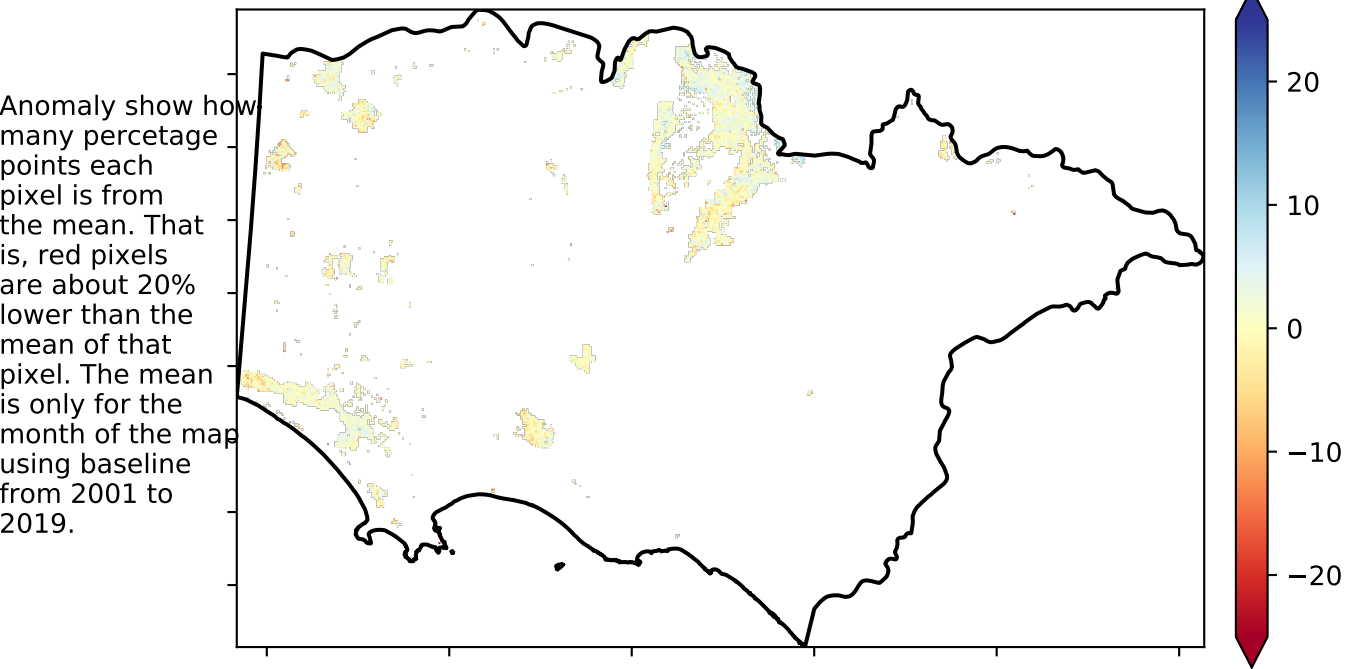 Anomaly show how
many percetage
points each
pixel is from
the mean. That
is, red pixels
are about 20%
lower than the
mean of that
pixel. The mean
is only for the
month of the map
using baseline
from 2001 to
2019.
20
10
0
−10
−20